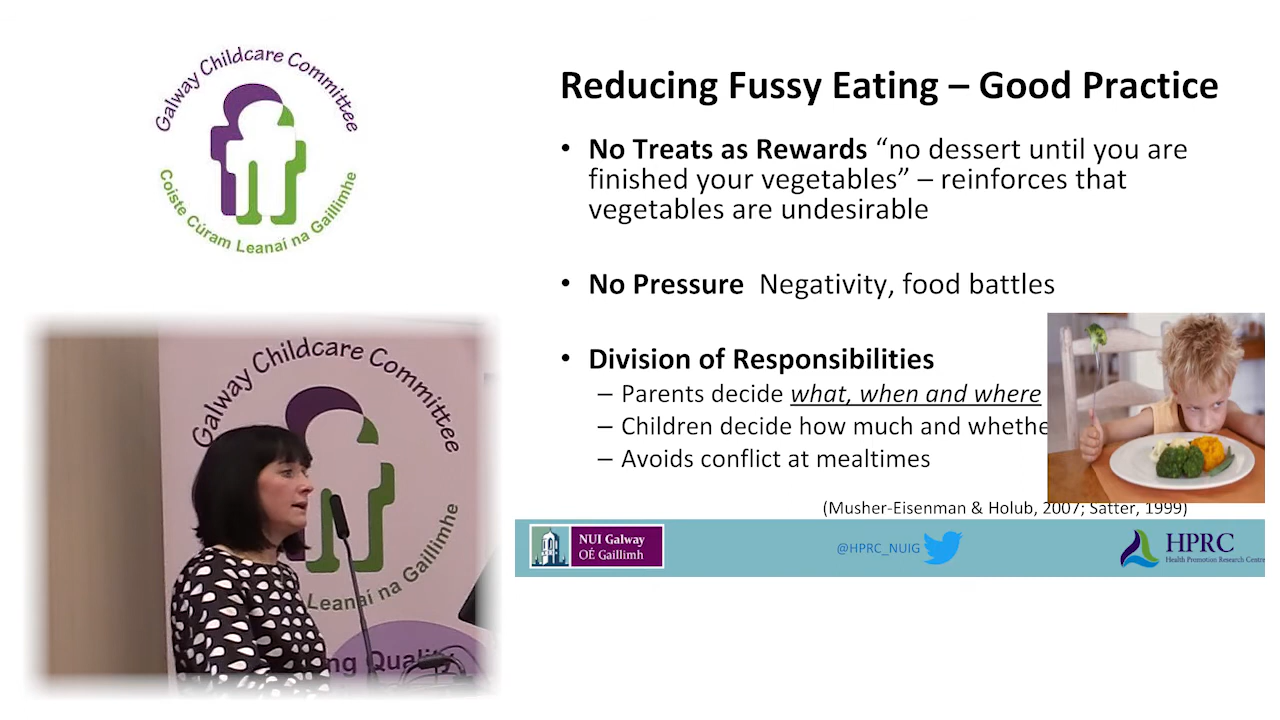 Galway Childcare Committee
Coiste Cúram Leanaí na Gaillimhe
Reducing Fussy Eating – Good Practice
• No Treats as Rewards “no dessert until you are
finished your vegetables” – reinforces that
vegetables are undesirable
• No Pressure Negativity, food battles
• Division of Responsibilities
– Parents decide what, when and where
– Children decide how much and whethe
– Avoids conflict at mealtimes
(Musher-Eisenman & Holub, 2007; Satter, 1999)
NUI Galway
OÉ Gaillimh
@HPRC_NUIG
HPRC
Health Promotion Research Centre
Galway Childcare Committee
Leanaí na Gaillimhe
ng Quality